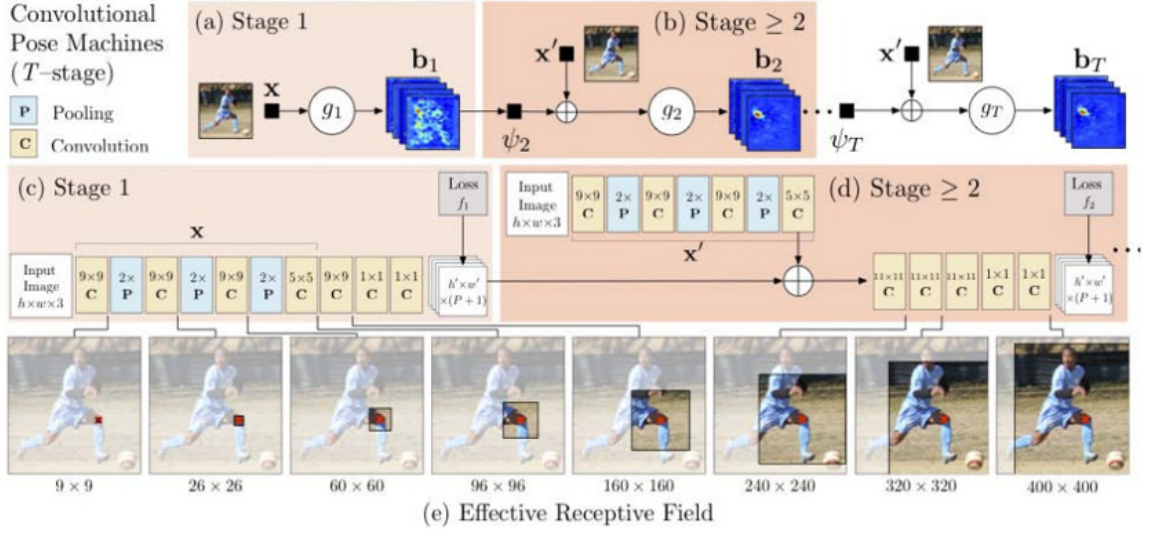 Convolutional
Pose Machines
(T–stage)
P Pooling
C Convolution
(a) Stage 1
x
g₁
b₁
(b) Stage ≥ 2
ψ₂
x′
g₂
b₂
ψ_T
x′
g_T
b_T
(c) Stage 1
Loss
f₁
x
Input
Image
h×w×3
9×9 C
2× P
9×9 C
2× P
9×9 C
2× P
5×5 C
9×9 C
1×1 C
1×1 C
h′×w′
×(P+1)
(d) Stage ≥ 2
Input
Image
h×w×3
9×9 C
2× P
9×9 C
2× P
9×9 C
2× P
5×5 C
x′
Loss
f₂
11×11 C
11×11 C
11×11 C
1×1 C
1×1 C
h′×w′
×(P+1)
9 × 9
26 × 26
60 × 60
96 × 96
160 × 160
240 × 240
320 × 320
400 × 400
(e) Effective Receptive Field